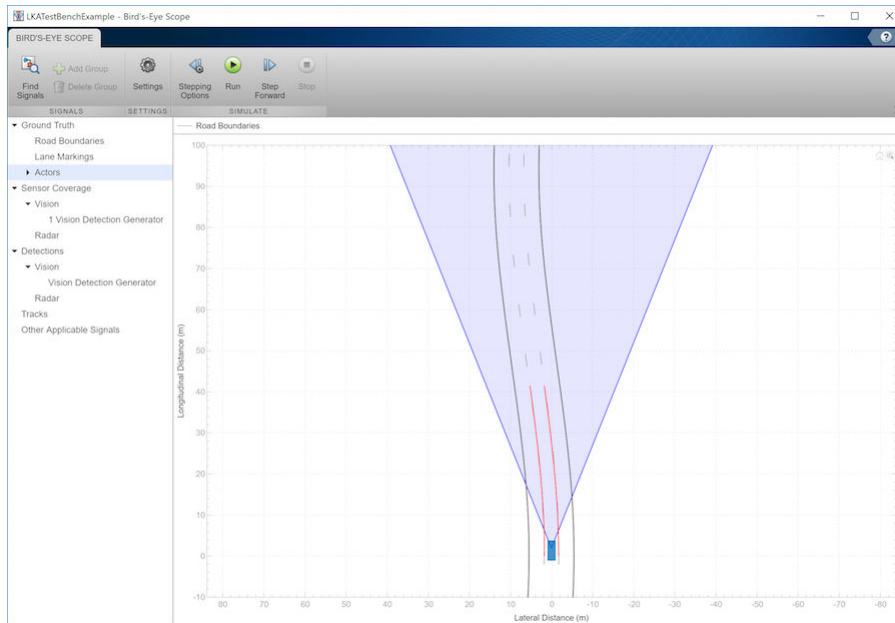 LKATestBenchExample - Bird's-Eye Scope
BIRD'S-EYE SCOPE
?
Find Signals
Add Group
Delete Group
Settings
Stepping Options
Run
Step Forward
Stop
SIGNALS
SETTINGS
SIMULATE
Ground Truth
Road Boundaries
Lane Markings
Actors
Sensor Coverage
Vision
1 Vision Detection Generator
Radar
Detections
Vision
Vision Detection Generator
Radar
Tracks
Other Applicable Signals
Road Boundaries
100
90
80
70
60
50
40
30
20
10
0
-10
Longitudinal Distance (m)
80 70 60 50 40 30 20 10 0 -10 -20 -30 -40 -50 -60 -70 -80
Lateral Distance (m)